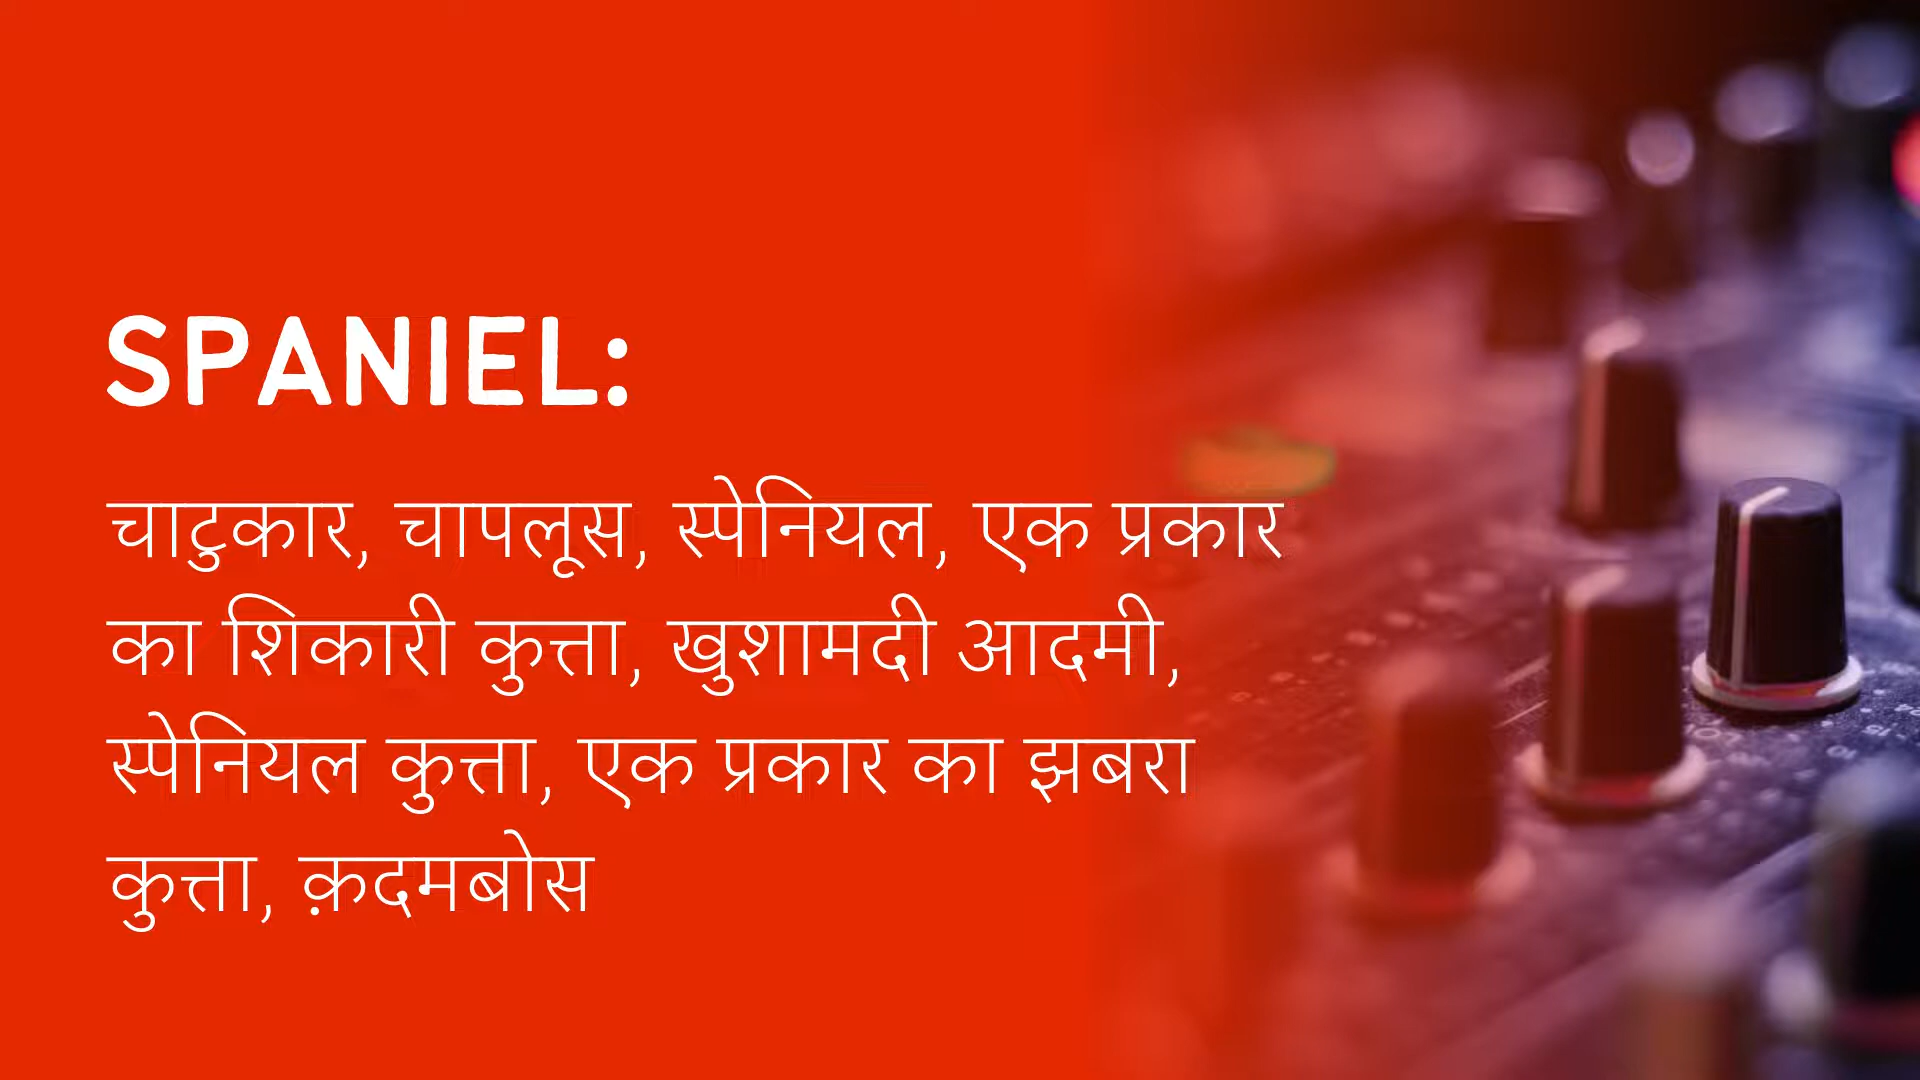 SPANIEL:
चाटुकार, चापलूस, स्पेनियल, एक प्रकार
का शिकारी कुत्ता, खुशामदी आदमी,
स्पेनियल कुत्ता, एक प्रकार का झबरा
कुत्ता, क़दमबोस